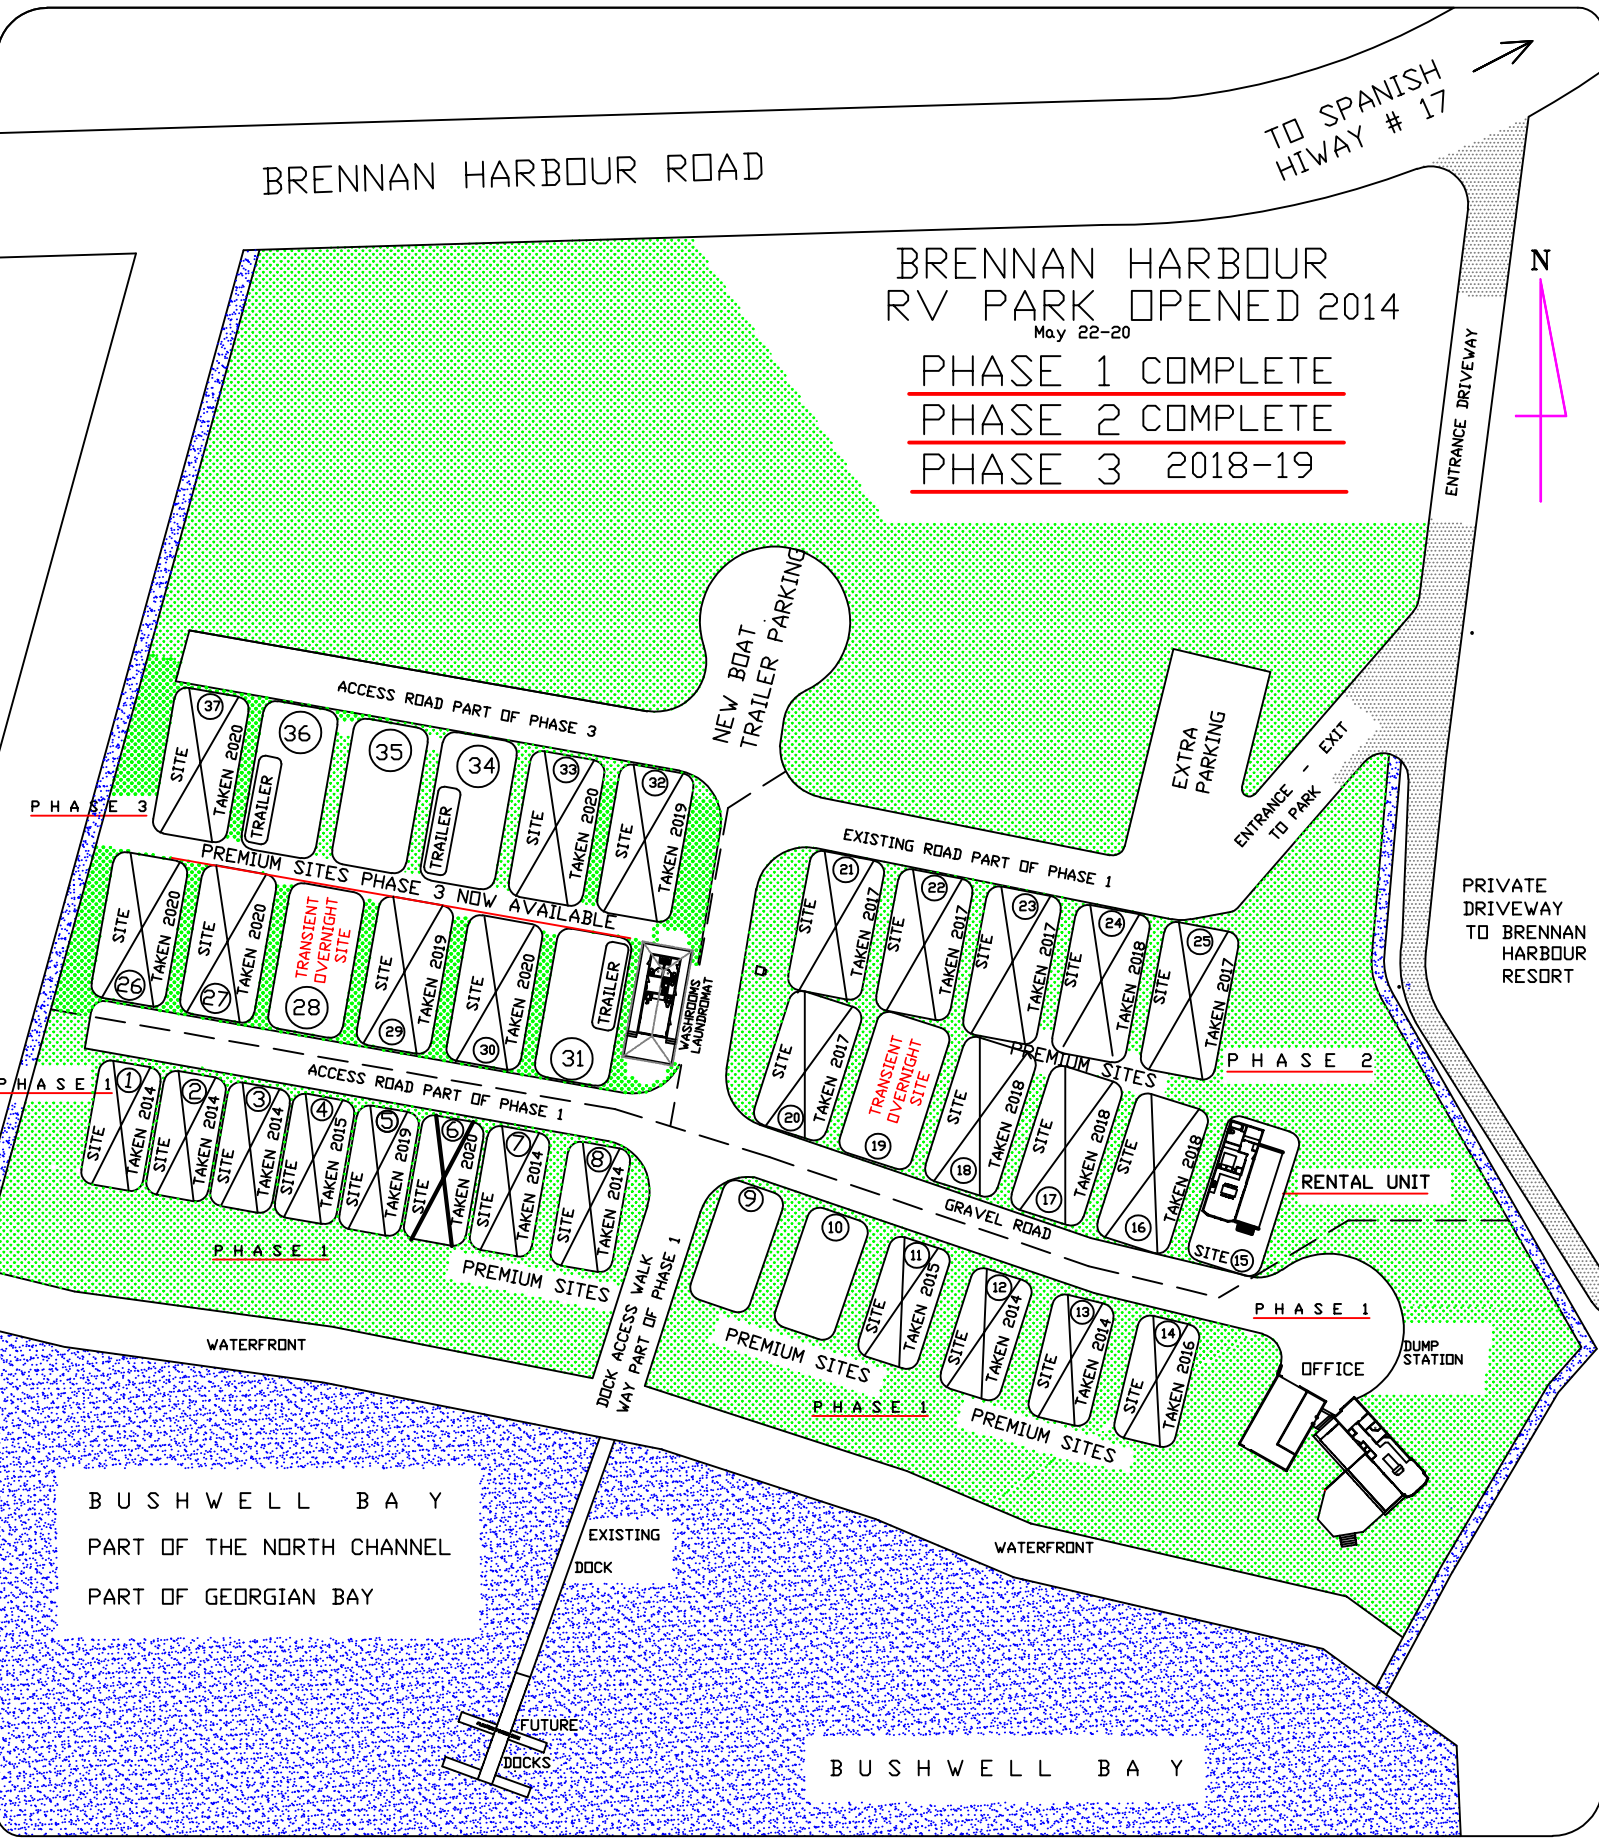 TO SPANISH
HIWAY # 17
BRENNAN HARBOUR ROAD
BRENNAN HARBOUR
RV PARK OPENED 2014
May 22-20
PHASE 1 COMPLETE
PHASE 2 COMPLETE
PHASE 3 2018-19
N
ENTRANCE DRIVEWAY
NEW BOAT
TRAILER PARKING
EXTRA
PARKING
ENTRANCE - EXIT
TO PARK
PRIVATE
DRIVEWAY
TO BRENNAN
HARBOUR
RESORT
ACCESS ROAD PART OF PHASE 3
PHASE 3
37
SITE
TAKEN 2020
36
TRAILER
35
34
TRAILER
33
SITE
TAKEN 2020
32
SITE
TAKEN 2019
PREMIUM SITES PHASE 3 NOW AVAILABLE
SITE
TAKEN 2020
26
SITE
TAKEN 2020
27
TRANSIENT
OVERNIGHT
SITE
28
SITE
TAKEN 2019
29
SITE
TAKEN 2020
30
TRAILER
31
WASHROOMS
LAUNDROMAT
EXISTING ROAD PART OF PHASE 1
21
SITE
TAKEN 2017
22
SITE
TAKEN 2017
23
SITE
TAKEN 2017
24
SITE
TAKEN 2018
25
SITE
TAKEN 2017
PREMIUM SITES
PHASE 2
SITE
TAKEN 2017
20
TRANSIENT
OVERNIGHT
SITE
19
SITE
TAKEN 2018
18
SITE
TAKEN 2018
17
SITE
TAKEN 2018
16
SITE 15
RENTAL UNIT
ACCESS ROAD PART OF PHASE 1
PHASE 1
1
SITE
TAKEN 2014
2
SITE
TAKEN 2014
3
SITE
TAKEN 2014
4
SITE
TAKEN 2015
5
SITE
TAKEN 2019
6
SITE
TAKEN 2020
7
SITE
TAKEN 2014
8
SITE
TAKEN 2014
PHASE 1
PREMIUM SITES
DOCK ACCESS WALK
WAY PART OF PHASE 1
GRAVEL ROAD
9
10
11
SITE
TAKEN 2015
12
SITE
TAKEN 2014
13
SITE
TAKEN 2014
14
SITE
TAKEN 2016
PHASE 1
DUMP
STATION
OFFICE
PREMIUM SITES
PHASE 1
PREMIUM SITES
WATERFRONT
WATERFRONT
BUSHWELL BAY
PART OF THE NORTH CHANNEL
PART OF GEORGIAN BAY
EXISTING
DOCK
FUTURE
DOCKS
BUSHWELL BAY